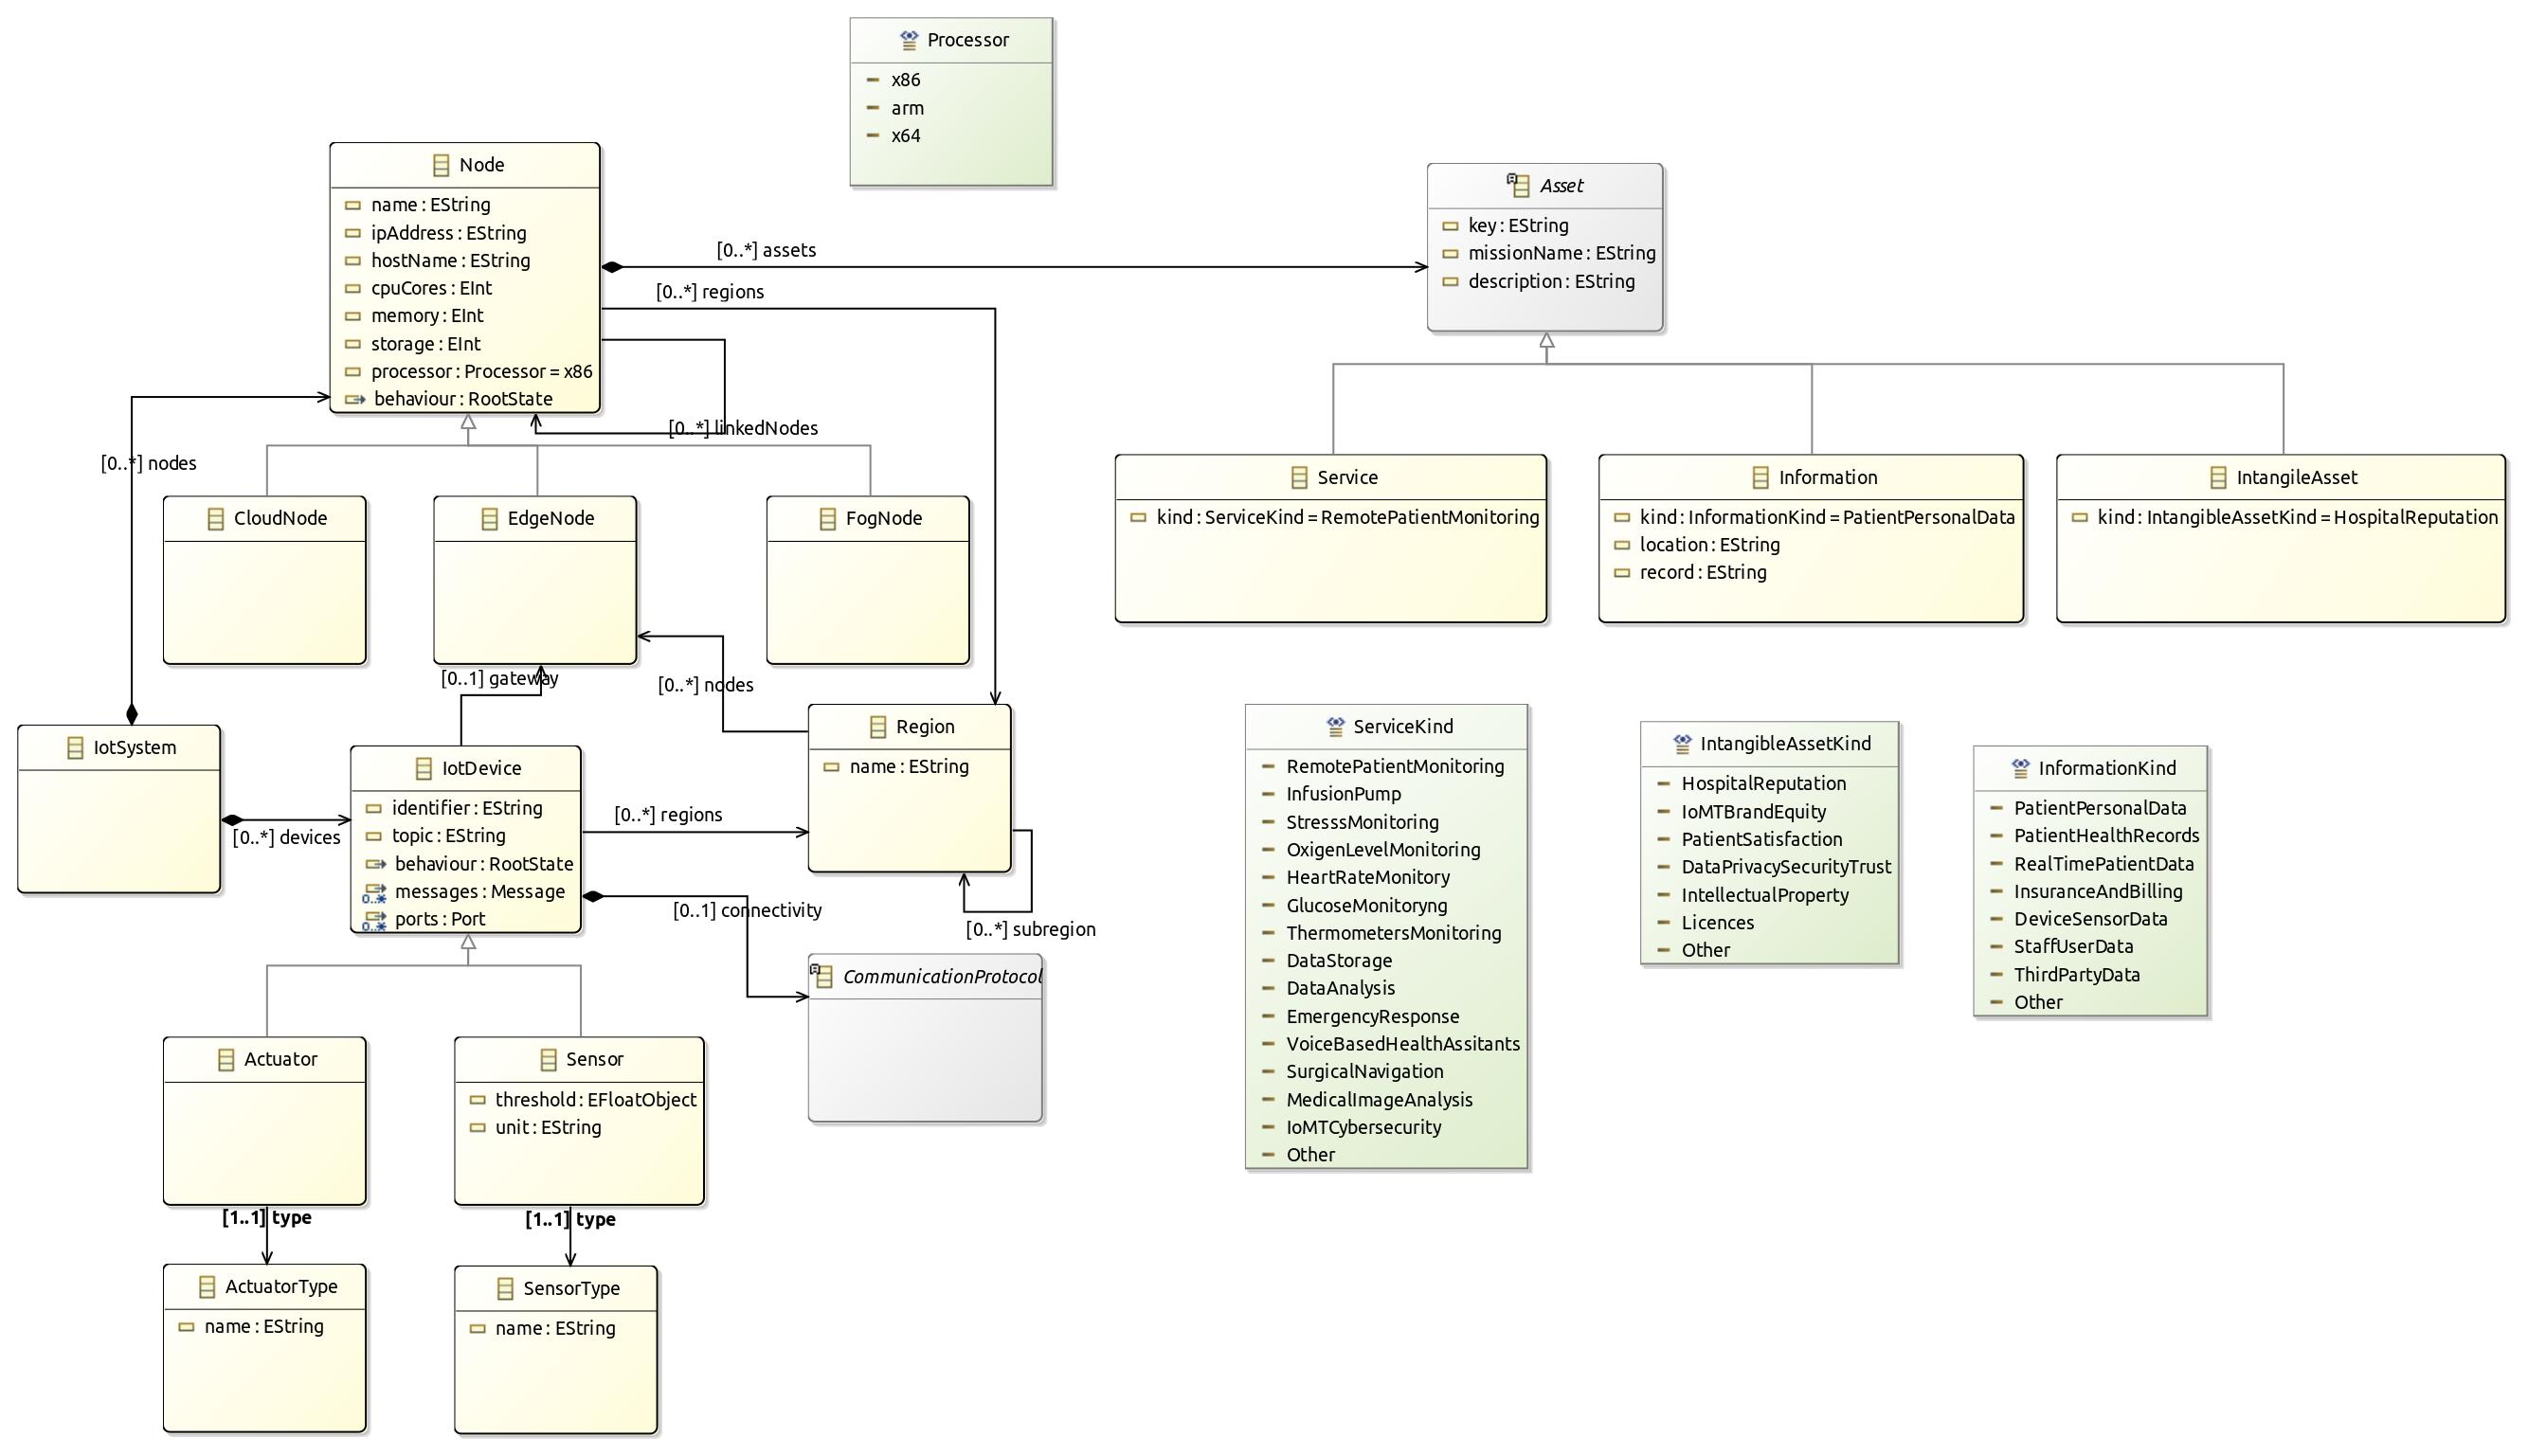 Processor
x86
arm
x64
Node
name : EString
ipAddress : EString
hostName : EString
cpuCores : EInt
memory : EInt
storage : EInt
processor : Processor = x86
behaviour : RootState
[0..*] assets
[0..*] regions
[0..*] linkedNodes
[0..*] nodes
Asset
key : EString
missionName : EString
description : EString
CloudNode
EdgeNode
FogNode
Service
kind : ServiceKind = RemotePatientMonitoring
Information
kind : InformationKind = PatientPersonalData
location : EString
record : EString
IntangileAsset
kind : IntangibleAssetKind = HospitalReputation
[0..1] gateway
[0..*] nodes
IotSystem
[0..*] devices
IotDevice
identifier : EString
topic : EString
behaviour : RootState
messages : Message
0..*
ports : Port
0..*
[0..*] regions
Region
name : EString
[0..*] subregion
[0..1] connectivity
CommunicationProtocol
ServiceKind
RemotePatientMonitoring
InfusionPump
StresssMonitoring
OxigenLevelMonitoring
HeartRateMonitory
GlucoseMonitoryng
ThermometersMonitoring
DataStorage
DataAnalysis
EmergencyResponse
VoiceBasedHealthAssitants
SurgicalNavigation
MedicalImageAnalysis
IoMTCybersecurity
Other
IntangibleAssetKind
HospitalReputation
IoMTBrandEquity
PatientSatisfaction
DataPrivacySecurityTrust
IntellectualProperty
Licences
Other
InformationKind
PatientPersonalData
PatientHealthRecords
RealTimePatientData
InsuranceAndBilling
DeviceSensorData
StaffUserData
ThirdPartyData
Other
Actuator
Sensor
threshold : EFloatObject
unit : EString
[1..1] type
[1..1] type
ActuatorType
name : EString
SensorType
name : EString